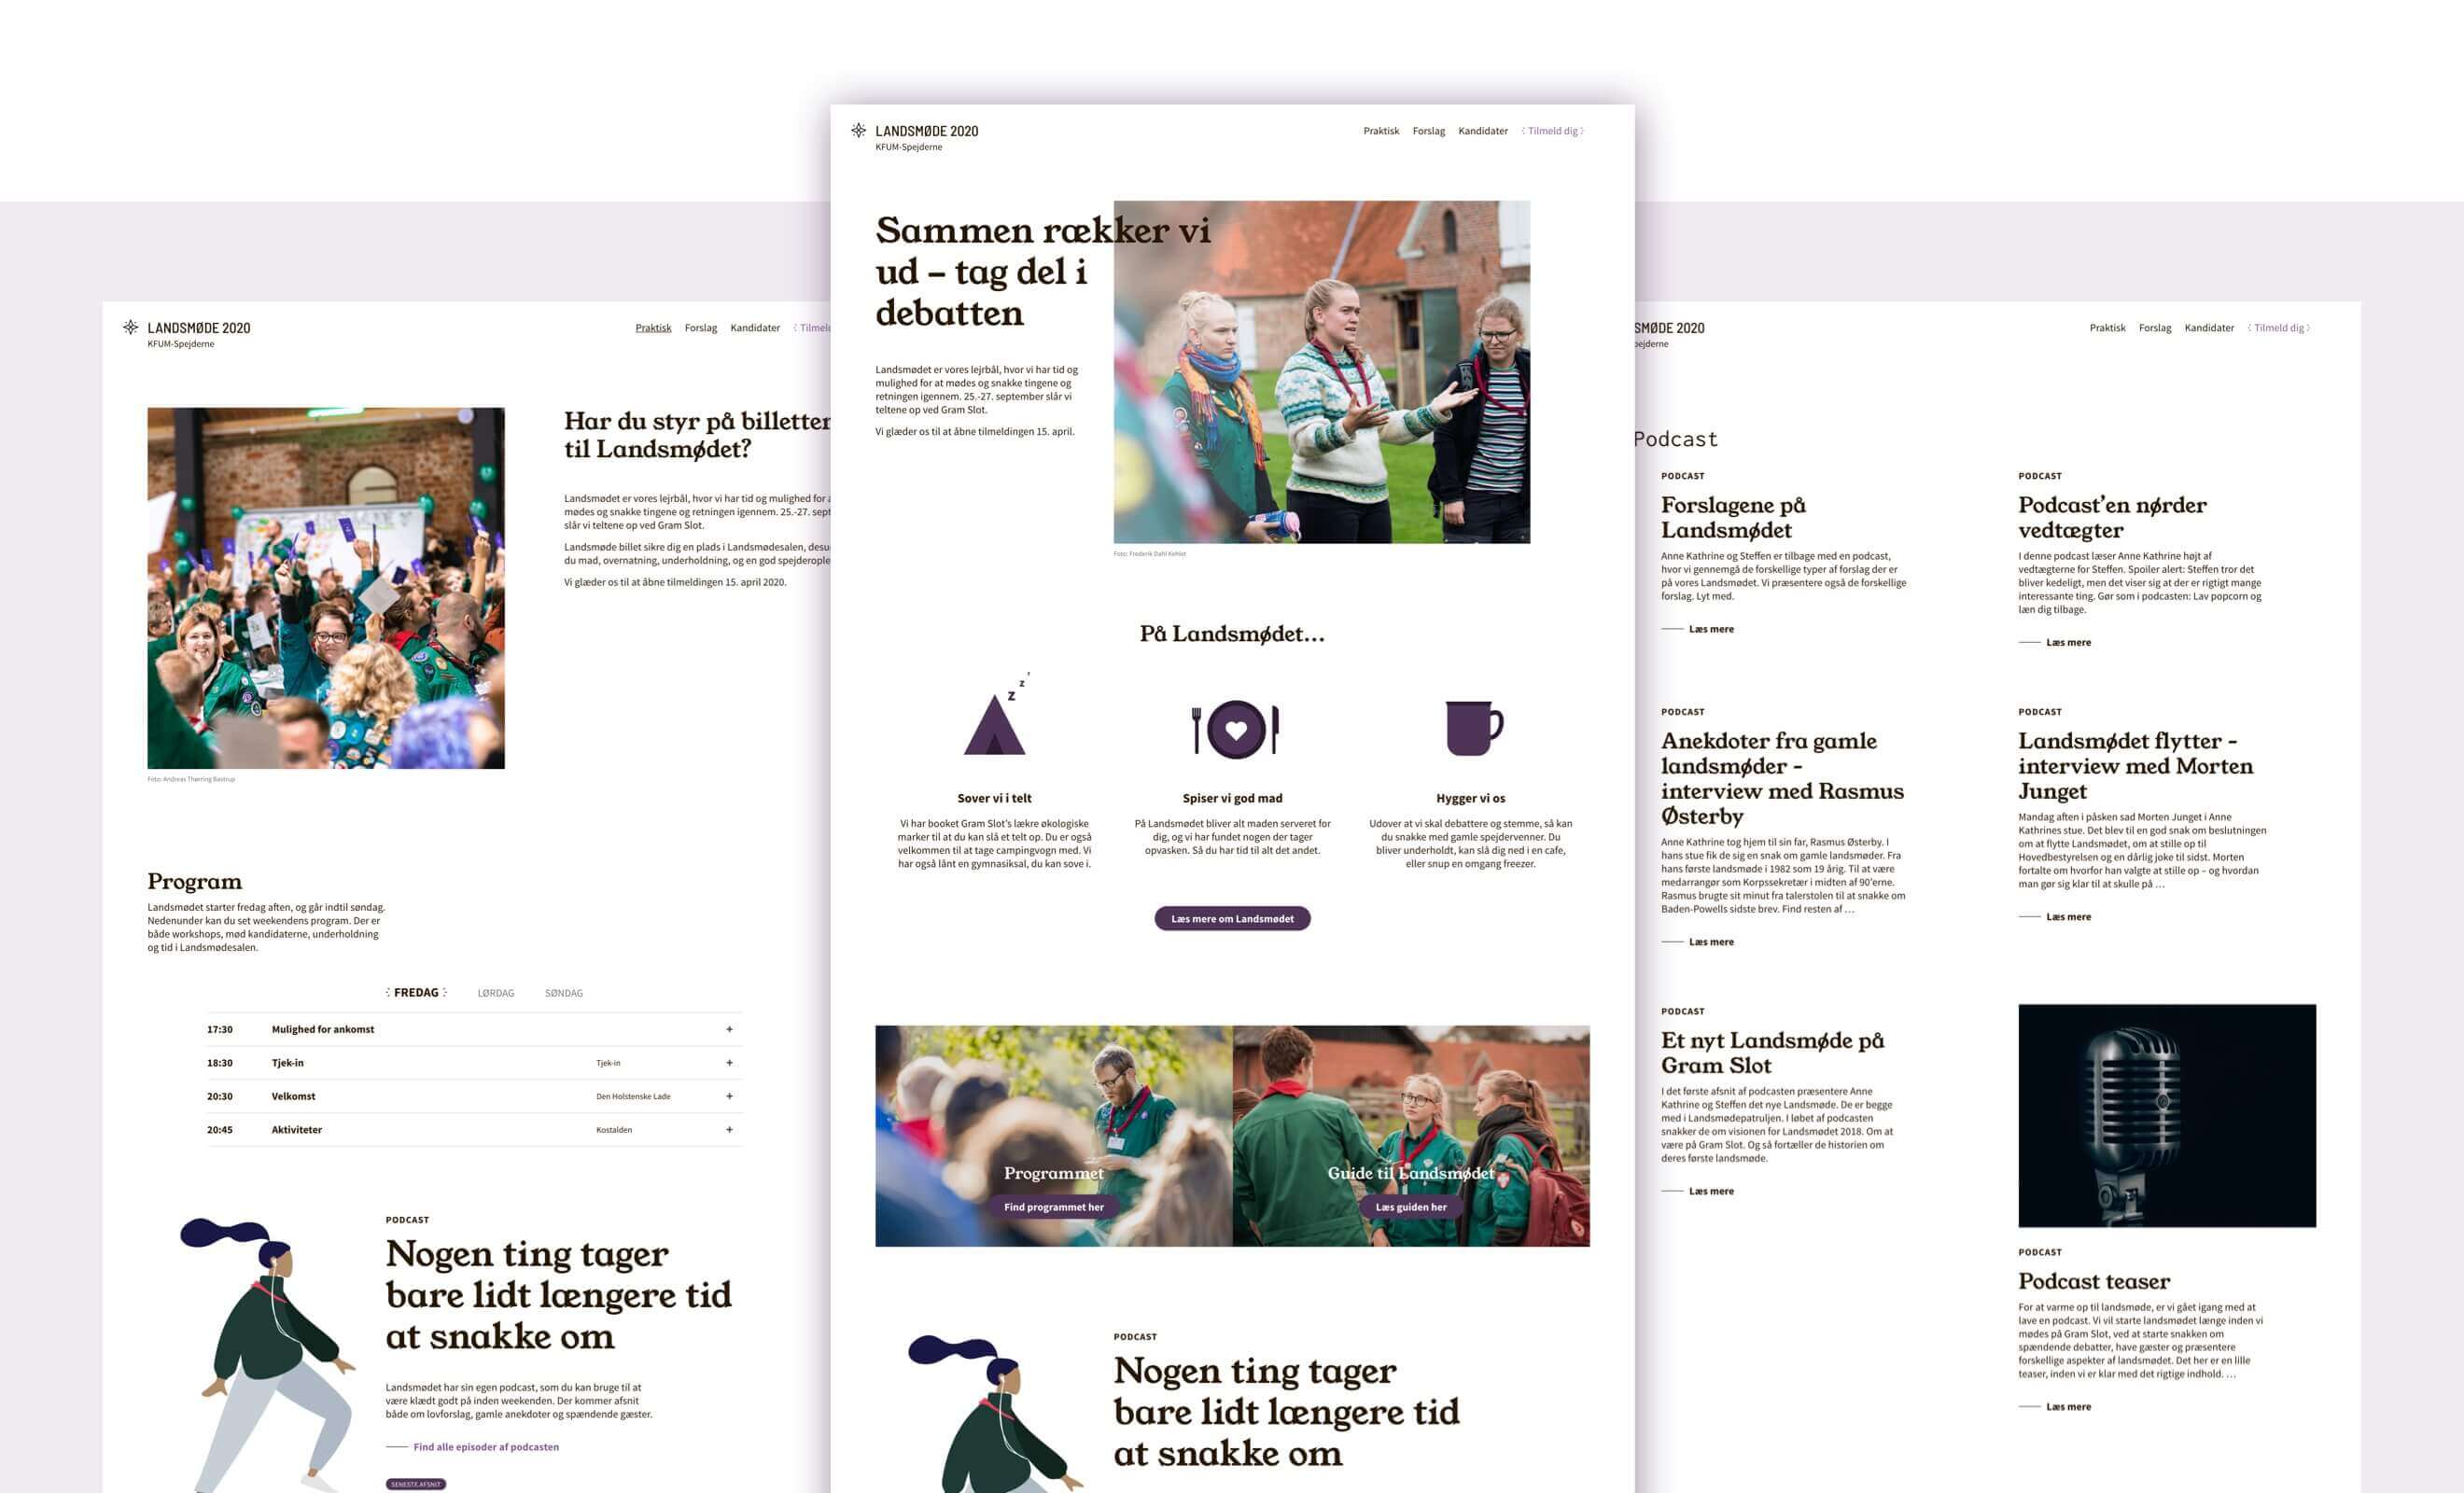 LANDSMØDE 2020
KFUM-Spejderne
Praktisk
Forslag
Kandidater
Tilmeld dig
Sammen rækker vi
ud – tag del i
debatten
Landsmødet er vores lejrbål, hvor vi har tid og
mulighed for at mødes og snakke tingene og
retningen igennem. 25.-27. september slår vi
teltene op ved Gram Slot.
Vi glæder os til at åbne tilmeldingen 15. april.
Foto: Frederik Dahl Kehlet
På Landsmødet...
z
z
Sover vi i telt
Vi har booket Gram Slot's lækre økologiske
marker til at du kan slå et telt op. Du er også
velkommen til at tage campingvogn med. Vi
har også lånt en gymnasiksal, du kan sove i.
Spiser vi god mad
På Landsmødet bliver alt maden serveret for
dig, og vi har fundet nogen der tager
opvasken. Så du har tid til alt det andet.
Hygger vi os
Udover at vi skal debattere og stemme, så kan
du snakke med gamle spejdervenner. Du
bliver underholdt, kan slå dig ned i en cafe,
eller snup en omgang freezer.
Læs mere om Landsmødet
Programmet
Find programmet her
Guide til Landsmødet
Læs guiden her
PODCAST
Nogen ting tager
bare lidt længere tid
at snakke om
LANDSMØDE 2020
KFUM-Spejderne
Praktisk
Forslag
Kandidater
Tilmeld
Har du styr på billetter
til Landsmødet?
Landsmødet er vores lejrbål, hvor vi har tid og mulighed for
mødes og snakke tingene og retningen igennem. 25.-27. sept
slår vi teltene op ved Gram Slot.
Landsmøde billet sikre dig en plads i Landsmødesalen, desu
du mad, overnatning, underholdning, og en god spejderople
Vi glæder os til at åbne tilmeldingen 15. april 2020.
Foto: Andreas Thørring Bastrup
Program
Landsmødet starter fredag aften, og går indtil søndag.
Nedenunder kan du set weekendens program. Der er
både workshops, mød kandidaterne, underholdning
og tid i Landsmødesalen.
FREDAG
LØRDAG
SØNDAG
17:30 Mulighed for ankomst +
18:30 Tjek-in Tjek-in +
20:30 Velkomst Den Holstenske Lade +
20:45 Aktiviteter Kostalden +
PODCAST
Nogen ting tager
bare lidt længere tid
at snakke om
Landsmødet har sin egen podcast, som du kan bruge til at
være klædt godt på inden weekenden. Der kommer afsnit
både om lovforslag, gamle anekdoter og spændende gæster.
Find alle episoder af podcasten
SENESTE AFSNIT
SMØDE 2020
pejderne
Praktisk
Forslag
Kandidater
Tilmeld dig
Podcast
PODCAST
Forslagene på
Landsmødet
Anne Kathrine og Steffen er tilbage med en podcast,
hvor vi gennemgå de forskellige typer af forslag der er
på vores Landsmødet. Vi præsentere også de forskellige
forslag. Lyt med.
Læs mere
PODCAST
Podcast'en nørder
vedtægter
I denne podcast læser Anne Kathrine højt af
vedtægterne for Steffen. Spoiler alert: Steffen tror det
bliver kedeligt, men det viser sig at der er rigtigt mange
interessante ting. Gør som i podcasten: Lav popcorn og
læn dig tilbage.
Læs mere
PODCAST
Anekdoter fra gamle
landsmøder -
interview med Rasmus
Østerby
Anne Kathrine tog hjem til sin far, Rasmus Østerby. I
hans stue fik de sig en snak om gamle landsmøder. Fra
hans første landsmøde i 1982 som 19 årig. Til at være
medarrangør som Korpssekretær i midten af 90'erne.
Rasmus brugte sit minut fra talerstolen til at snakke om
Baden-Powells sidste brev. Find resten af ...
Læs mere
PODCAST
Landsmødet flytter -
interview med Morten
Junget
Mandag aften i påsken sad Morten Junget i Anne
Kathrines stue. Det blev til en god snak om beslutningen
om at flytte Landsmødet, om at stille op til
Hovedbestyrelsen og en dårlig joke til sidst. Morten
fortalte om hvorfor han valgte at stille op – og hvordan
man gør sig klar til at skulle på ...
Læs mere
PODCAST
Et nyt Landsmøde på
Gram Slot
I det første afsnit af podcasten præsentere Anne
Kathrine og Steffen det nye Landsmøde. De er begge
med i Landsmødepatruljen. I løbet af podcasten
snakker de om visionen for Landsmødet 2018. Om at
være på Gram Slot. Og så fortæller de historien om
deres første landsmøde.
Læs mere
PODCAST
Podcast teaser
For at varme op til landsmøde, er vi gået igang med at
lave en podcast. Vi vil starte landsmødet længe inden vi
mødes på Gram Slot, ved at starte snakken om
spændende debatter, have gæster og præsentere
forskellige aspekter af landsmødet. Det her er en lille
teaser, inden vi er klar med det rigtige indhold. ...
Læs mere